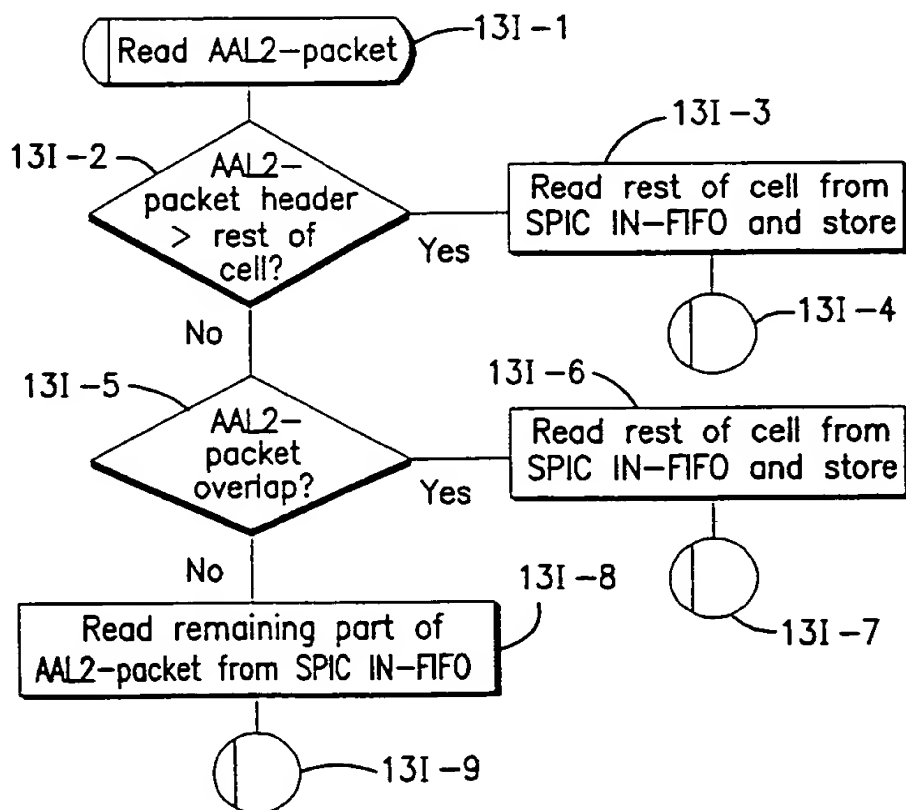 Read AAL2-packet
13I-1
13I-2
AAL2-
packet header
> rest of
cell?
Yes
No
13I-3
Read rest of cell from
SPIC IN-FIFO and store
13I-4
13I-5
AAL2-
packet
overlap?
Yes
No
13I-6
Read rest of cell from
SPIC IN-FIFO and store
13I-7
13I-8
Read remaining part of
AAL2-packet from SPIC IN-FIFO
13I-9